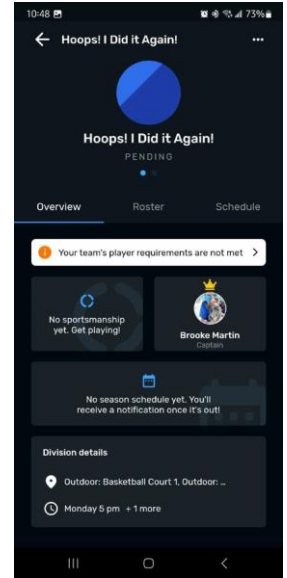 10:48
73%
Hoops! I Did it Again!
Hoops! I Did it Again!
PENDING
Overview
Roster
Schedule
Your team's player requirements are not met
No sportsmanship
yet. Get playing!
Brooke Martin
Captain
No season schedule yet. You'll
receive a notification once it's out!
Division details
Outdoor: Basketball Court 1, Outdoor: ...
Monday 5 pm + 1 more